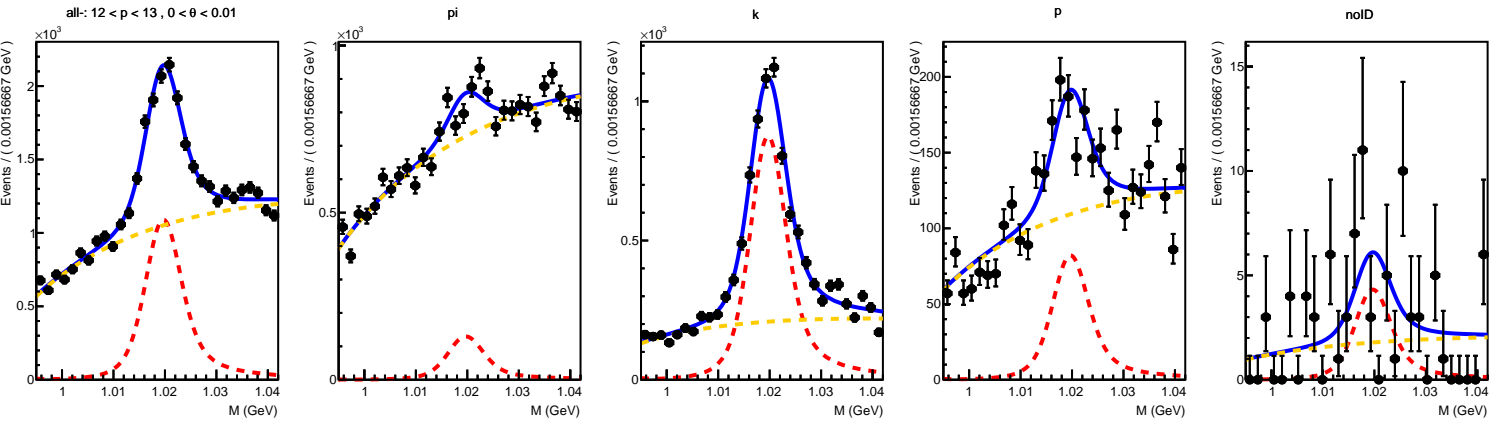 all-: 12 < p < 13 , 0 < θ < 0.01
×10³
Events / ( 0.00156667 GeV )
2
1.5
1
0.5
0
1 1.01 1.02 1.03 1.04
M (GeV)
pi
×10³
Events / ( 0.00156667 GeV )
1
0.5
0
1 1.01 1.02 1.03 1.04
M (GeV)
k
×10³
Events / ( 0.00156667 GeV )
1
0.5
0
1 1.01 1.02 1.03 1.04
M (GeV)
p
Events / ( 0.00156667 GeV )
200
150
100
50
0
1 1.01 1.02 1.03 1.04
M (GeV)
noID
Events / ( 0.00156667 GeV )
15
10
5
0
1 1.01 1.02 1.03 1.04
M (GeV)